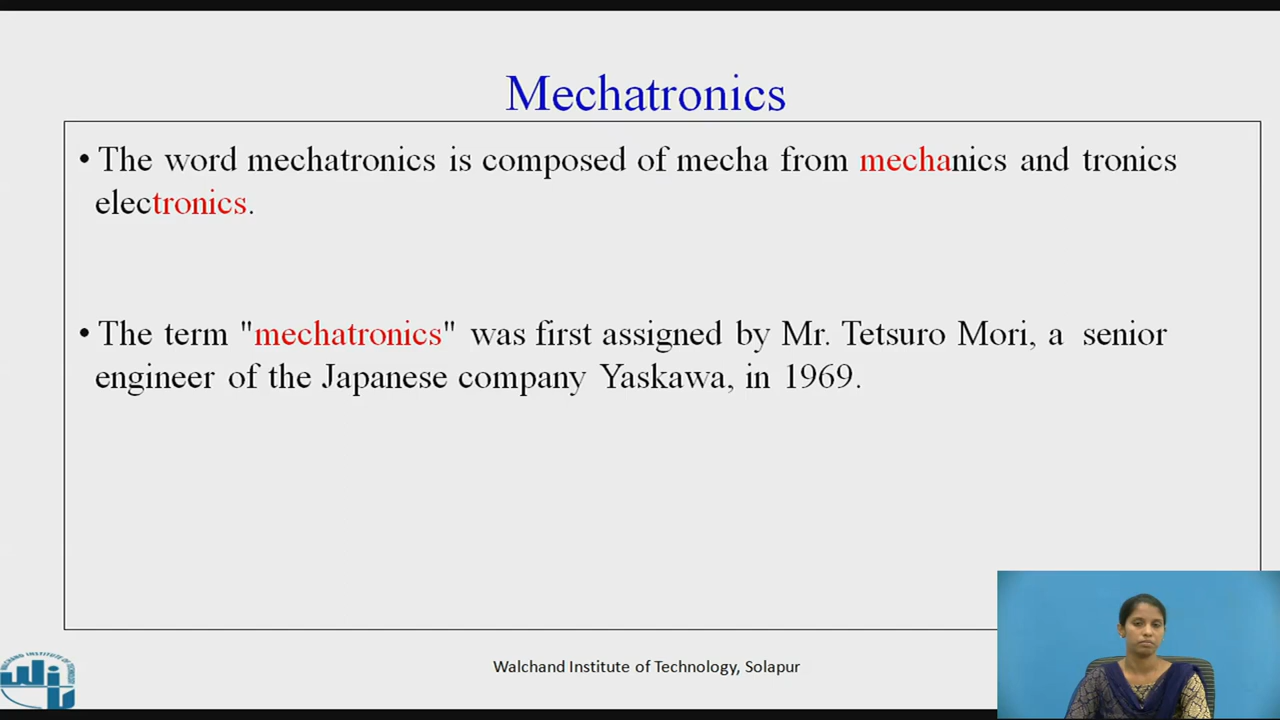 Mechatronics
• The word mechatronics is composed of mecha from mechanics and tronics
electronics.
• The term "mechatronics" was first assigned by Mr. Tetsuro Mori, a senior
engineer of the Japanese company Yaskawa, in 1969.
Walchand Institute of Technology, Solapur